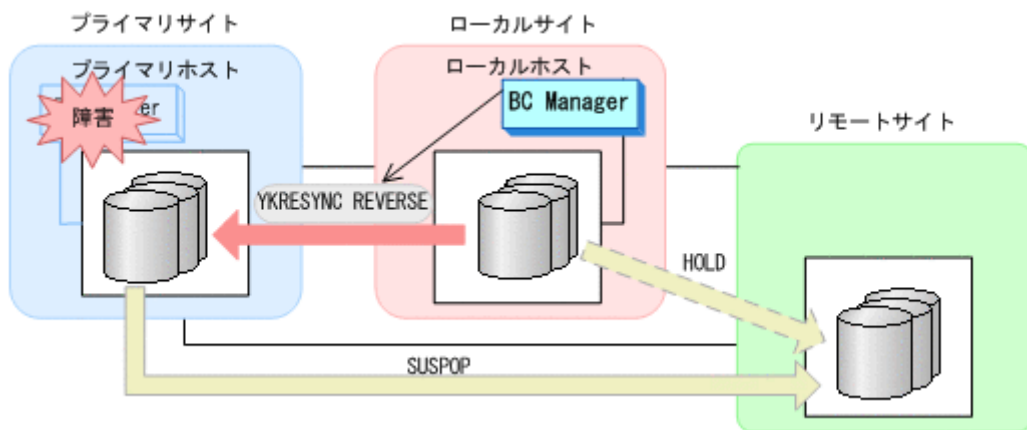 プライマリサイト
ローカルサイト
プライマリホスト
ローカルホスト
障害
BC Manager
リモートサイト
YKRESYNC REVERSE
HOLD
SUSPOP